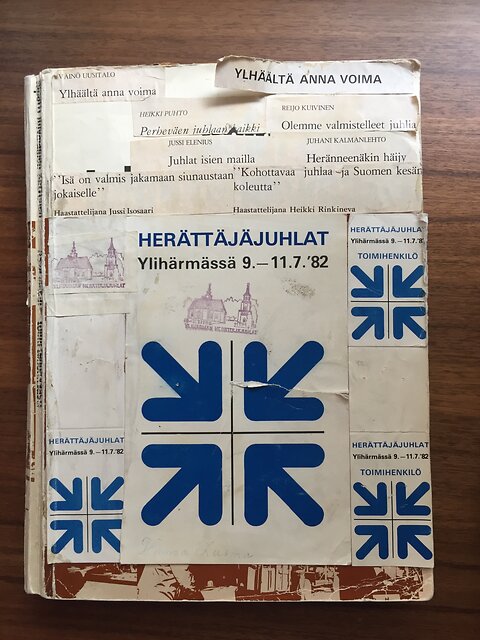 VÄINÖ UUSITALO
Ylhäältä anna voima
YLHÄÄLTÄ ANNA VOIMA
HEIKKI PUHTO
Perheväen juhlaan kaikki
REIJO KUIVINEN
Olemme valmistelleet juhlia
JUSSI ELENIUS
Juhlat isien mailla
JUHANI KALMANLEHTO
Heränneenäkin häijy
"Isä on valmis jakamaan siunaustaan
jokaiselle"
Haastattelijana Jussi Isosaari
"Kohottavaa juhlaa ja Suomen kesän
koleutta"
Haastattelijana Heikki Rinkineva
HERÄTTÄJÄJUHLAT
Ylihärmässä 9.—11.7.'82
HERÄTTÄJÄJUHLAT
Ylihärmässä 9.—11.7.'82
TOIMIHENKILÖ
HERÄTTÄJÄJUHLAT
Ylihärmässä 9.—11.7.'82
HERÄTTÄJÄJUHLAT
Ylihärmässä 9.—11.7.'82
TOIMIHENKILÖ